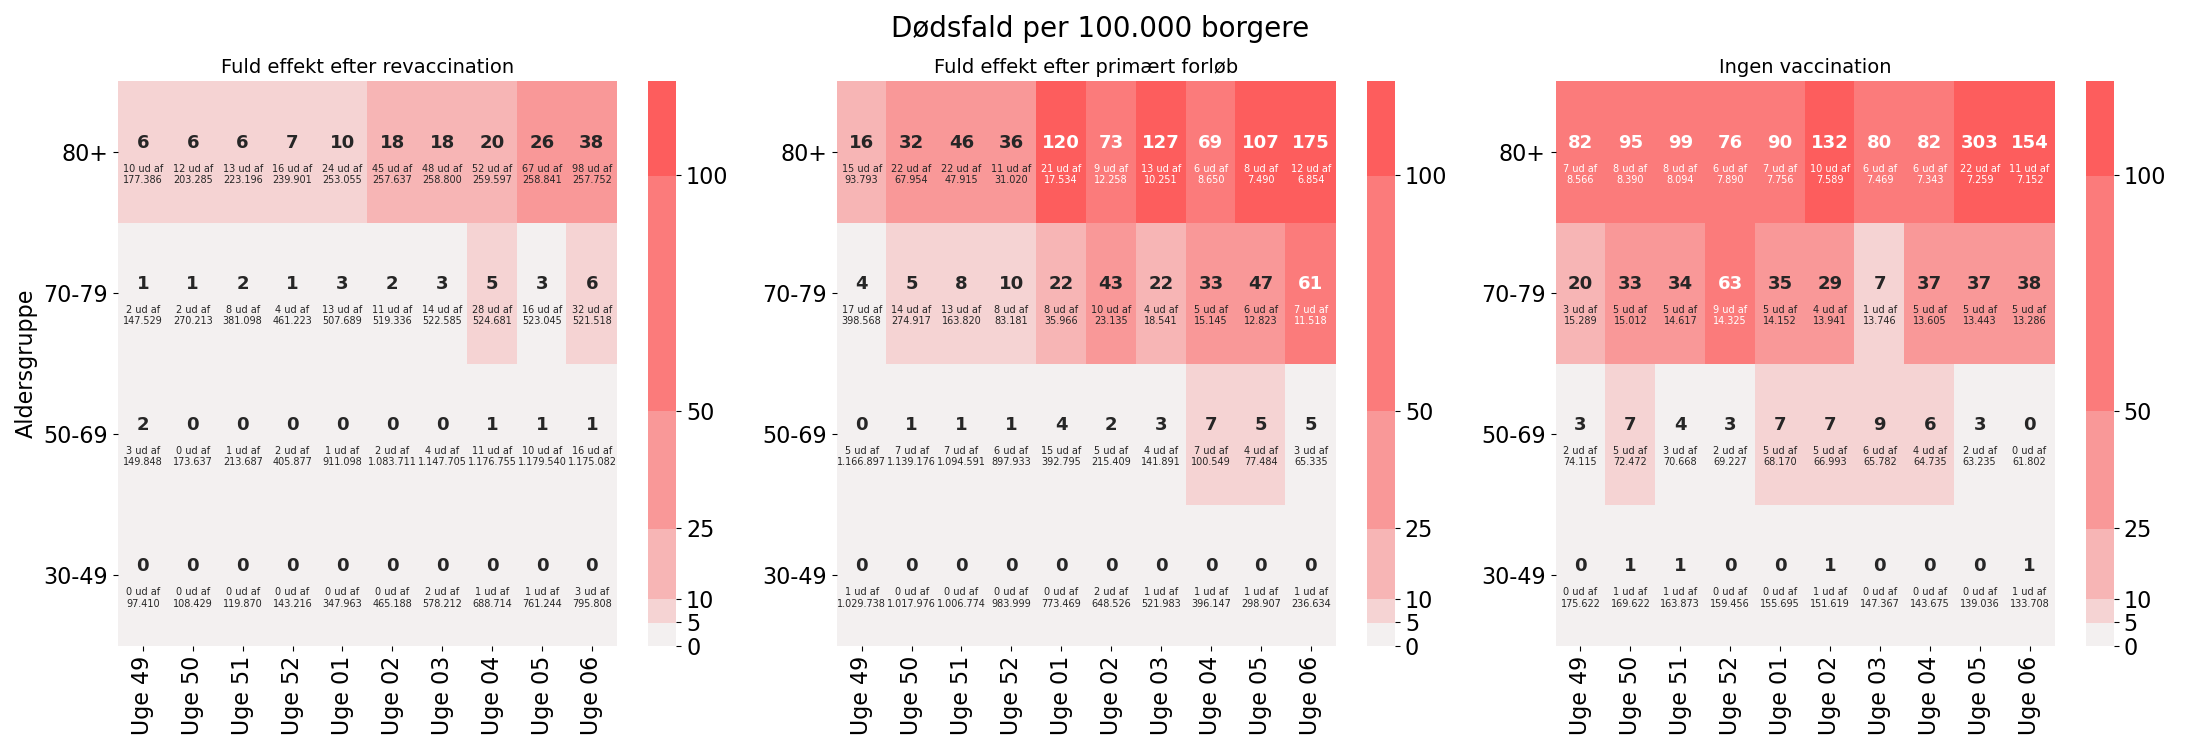 Dødsfald per 100.000 borgere
Fuld effekt efter revaccination
Aldersgruppe
80+
6 6 6 7 10 18 18 20 26 38
10 ud af 12 ud af 13 ud af 16 ud af 24 ud af 45 ud af 48 ud af 52 ud af 67 ud af 98 ud af
177.386 203.285 223.196 239.901 253.055 257.637 258.800 259.597 258.841 257.752
70-79
1 1 2 1 3 2 3 5 3 6
2 ud af 2 ud af 8 ud af 4 ud af 13 ud af 11 ud af 14 ud af 28 ud af 16 ud af 32 ud af
147.529 270.213 381.098 461.223 507.689 519.336 522.585 524.681 523.045 521.518
50-69
2 0 0 0 0 0 0 1 1 1
3 ud af 0 ud af 1 ud af 2 ud af 1 ud af 2 ud af 4 ud af 11 ud af 10 ud af 16 ud af
149.848 173.637 213.687 405.877 911.098 1.083.711 1.147.705 1.176.755 1.179.540 1.175.082
30-49
0 0 0 0 0 0 0 0 0 0
0 ud af 0 ud af 0 ud af 0 ud af 0 ud af 0 ud af 2 ud af 1 ud af 1 ud af 3 ud af
97.410 108.429 119.870 143.216 347.963 465.188 578.212 688.714 761.244 795.808
Uge 49 Uge 50 Uge 51 Uge 52 Uge 01 Uge 02 Uge 03 Uge 04 Uge 05 Uge 06
100
50
25
10
5
0
Fuld effekt efter primært forløb
80+
16 32 46 36 120 73 127 69 107 175
15 ud af 22 ud af 22 ud af 11 ud af 21 ud af 9 ud af 13 ud af 6 ud af 8 ud af 12 ud af
93.793 67.954 47.915 31.020 17.534 12.258 10.251 8.650 7.490 6.854
70-79
4 5 8 10 22 43 22 33 47 61
17 ud af 14 ud af 13 ud af 8 ud af 8 ud af 10 ud af 4 ud af 5 ud af 6 ud af 7 ud af
398.568 274.917 163.820 83.181 35.966 23.135 18.541 15.145 12.823 11.518
50-69
0 1 1 1 4 2 3 7 5 5
5 ud af 7 ud af 7 ud af 6 ud af 15 ud af 5 ud af 4 ud af 7 ud af 4 ud af 3 ud af
1.166.897 1.139.176 1.094.591 897.933 392.795 215.409 141.891 100.549 77.484 65.335
30-49
0 0 0 0 0 0 0 0 0 0
1 ud af 1 ud af 0 ud af 0 ud af 0 ud af 2 ud af 1 ud af 1 ud af 1 ud af 1 ud af
1.029.738 1.017.976 1.006.774 983.999 773.469 648.526 521.983 396.147 298.907 236.634
Uge 49 Uge 50 Uge 51 Uge 52 Uge 01 Uge 02 Uge 03 Uge 04 Uge 05 Uge 06
100
50
25
10
5
0
Ingen vaccination
80+
82 95 99 76 90 132 80 82 303 154
7 ud af 8 ud af 8 ud af 6 ud af 7 ud af 10 ud af 6 ud af 6 ud af 22 ud af 11 ud af
8.566 8.390 8.094 7.890 7.756 7.589 7.469 7.343 7.259 7.152
70-79
20 33 34 63 35 29 7 37 37 38
3 ud af 5 ud af 5 ud af 9 ud af 5 ud af 4 ud af 1 ud af 5 ud af 5 ud af 5 ud af
15.289 15.012 14.617 14.325 14.152 13.941 13.746 13.605 13.443 13.286
50-69
3 7 4 3 7 7 9 6 3 0
2 ud af 5 ud af 3 ud af 2 ud af 5 ud af 5 ud af 6 ud af 4 ud af 2 ud af 0 ud af
74.115 72.472 70.668 69.227 68.170 66.993 65.782 64.735 63.235 61.802
30-49
0 1 1 0 0 1 0 0 0 1
0 ud af 1 ud af 1 ud af 0 ud af 0 ud af 1 ud af 0 ud af 0 ud af 0 ud af 1 ud af
175.622 169.622 163.873 159.456 155.695 151.619 147.367 143.675 139.036 133.708
Uge 49 Uge 50 Uge 51 Uge 52 Uge 01 Uge 02 Uge 03 Uge 04 Uge 05 Uge 06
100
50
25
10
5
0